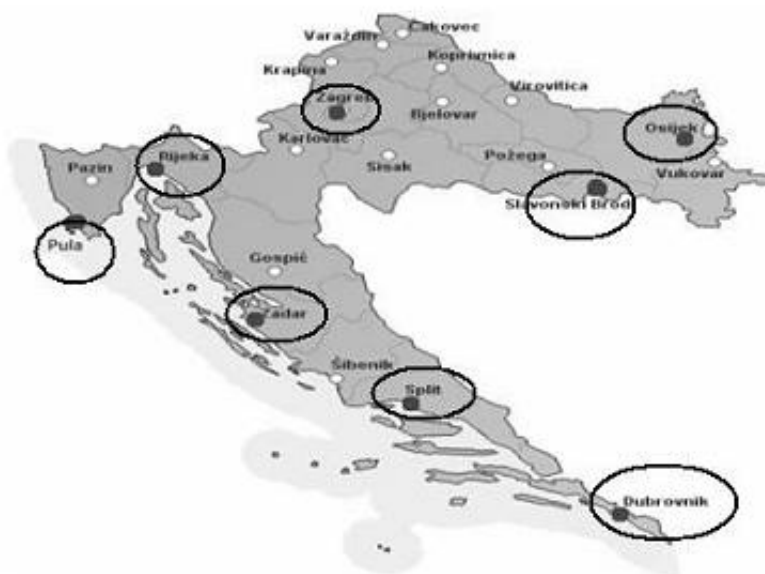 Čakovec
Varaždin
Koprivnica
Krapina
Virovitica
Zagreb
Bjelovar
Osijek
Karlovac
Rijeka
Sisak
Požega
Pazin
Vukovar
Slavonski Brod
Pula
Gospić
Zadar
Šibenik
Split
Dubrovnik